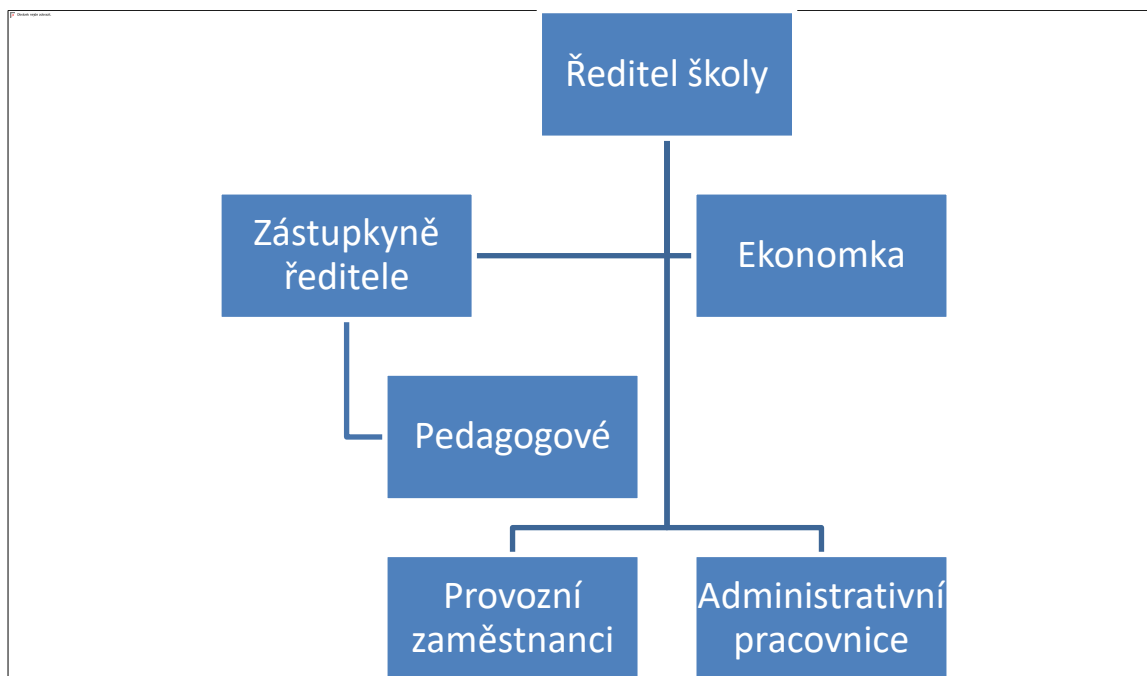 Ředitel školy
Zástupkyně
ředitele
Ekonomka
Pedagogové
Provozní
zaměstnanci
Administrativní
pracovnice